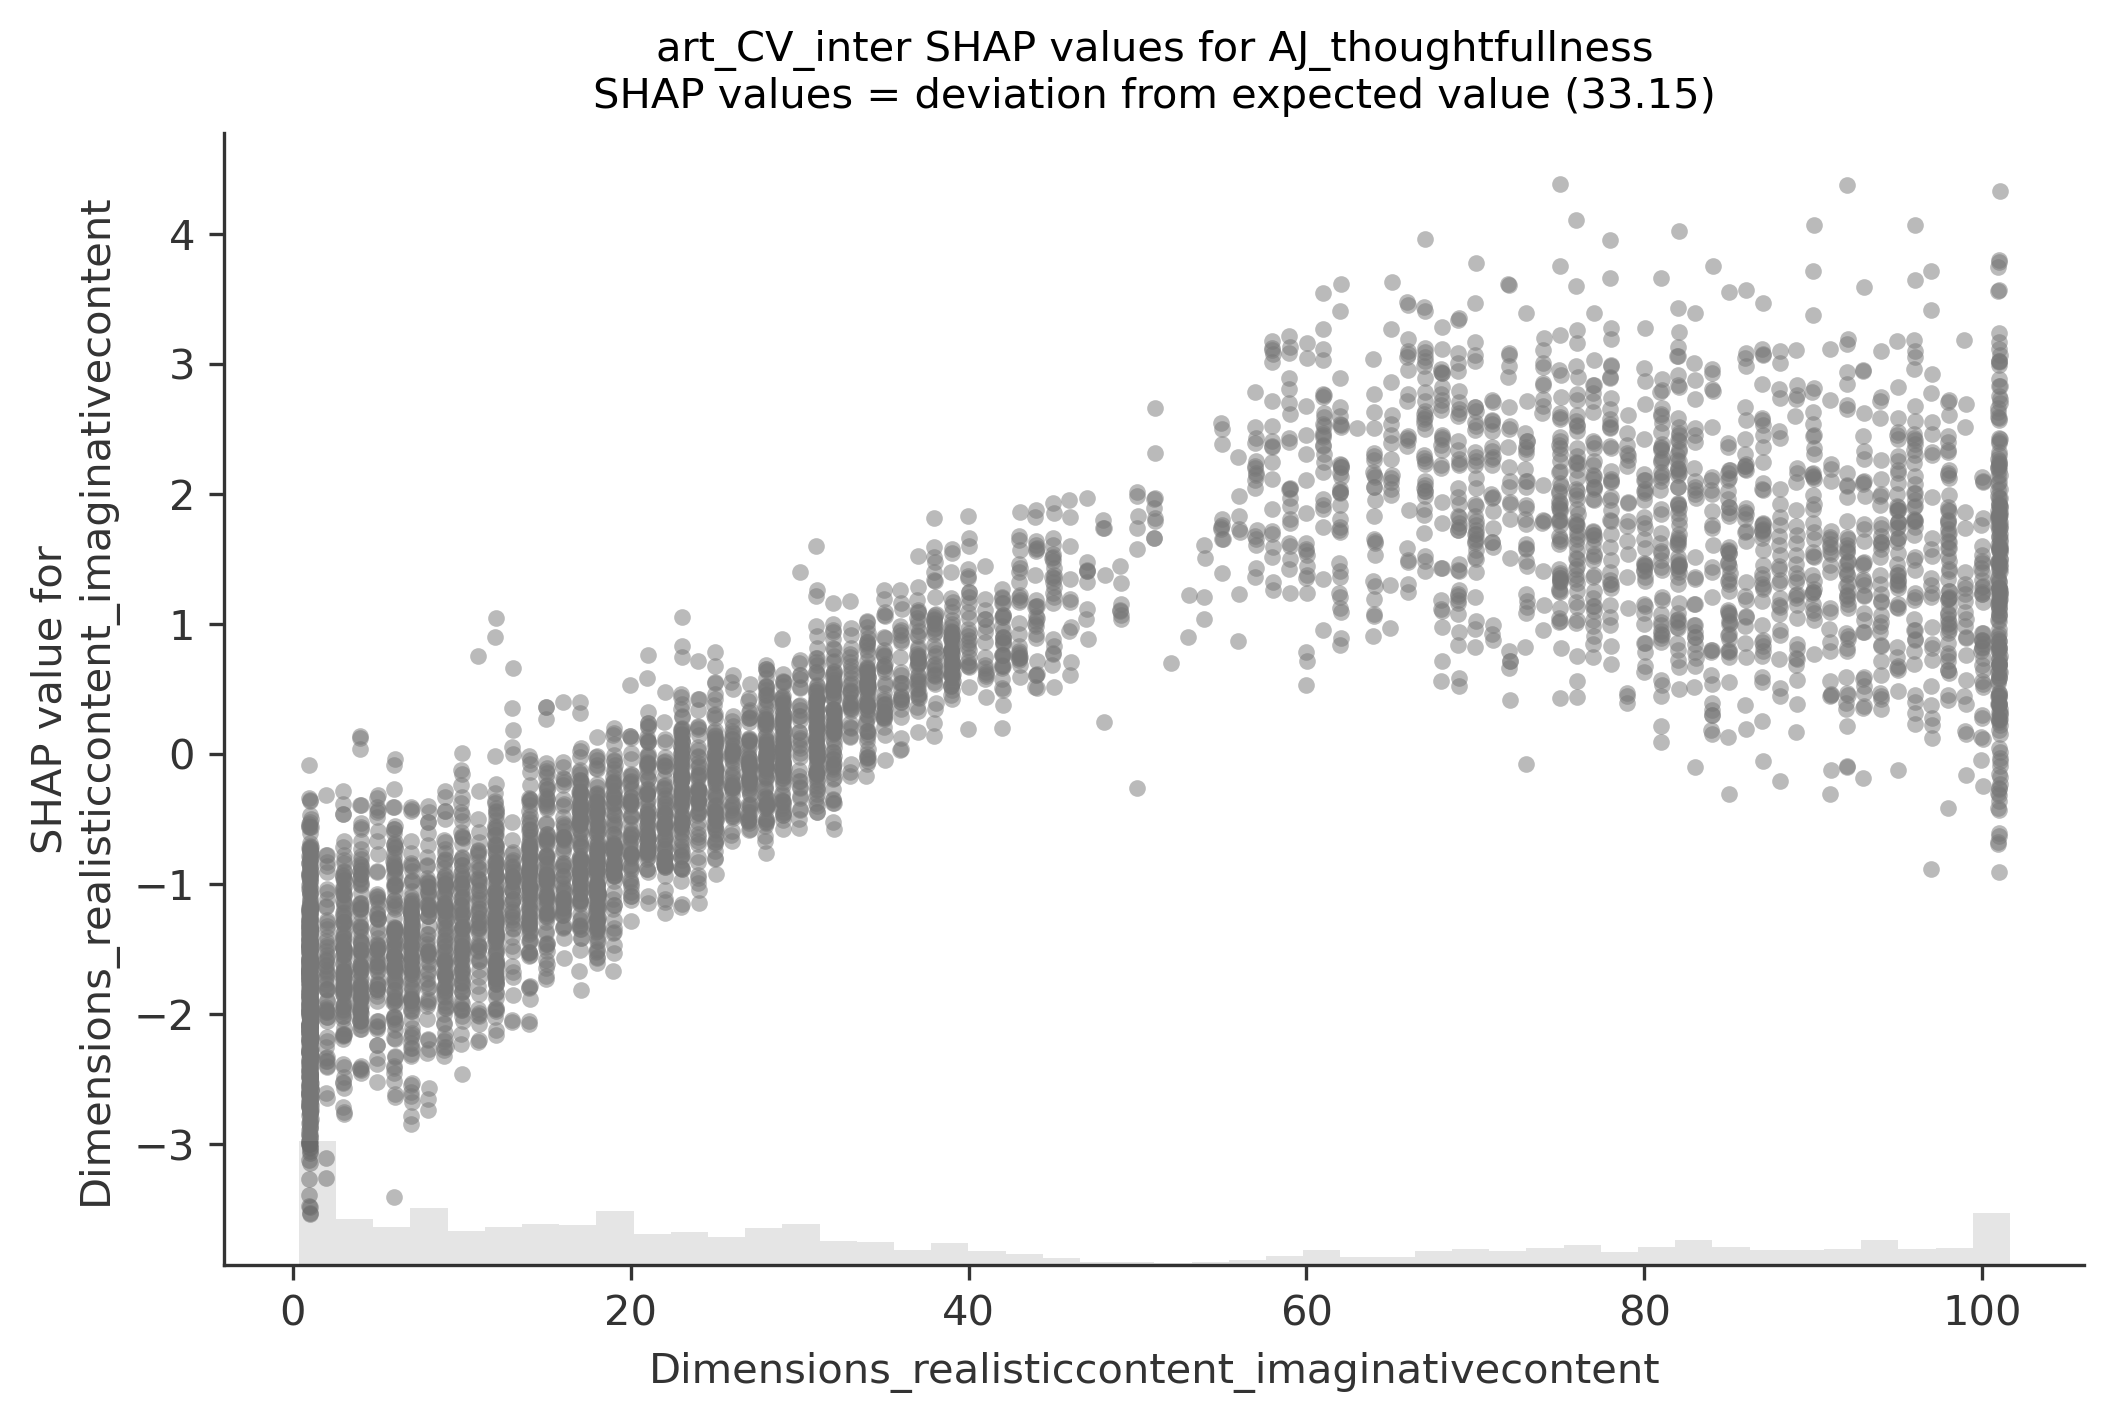 art_CV_inter SHAP values for AJ_thoughtfullness
SHAP values = deviation from expected value (33.15)
SHAP value for
Dimensions_realisticcontent_imaginativecontent
4
3
2
1
0
−1
−2
−3
0
20
40
60
80
100
Dimensions_realisticcontent_imaginativecontent